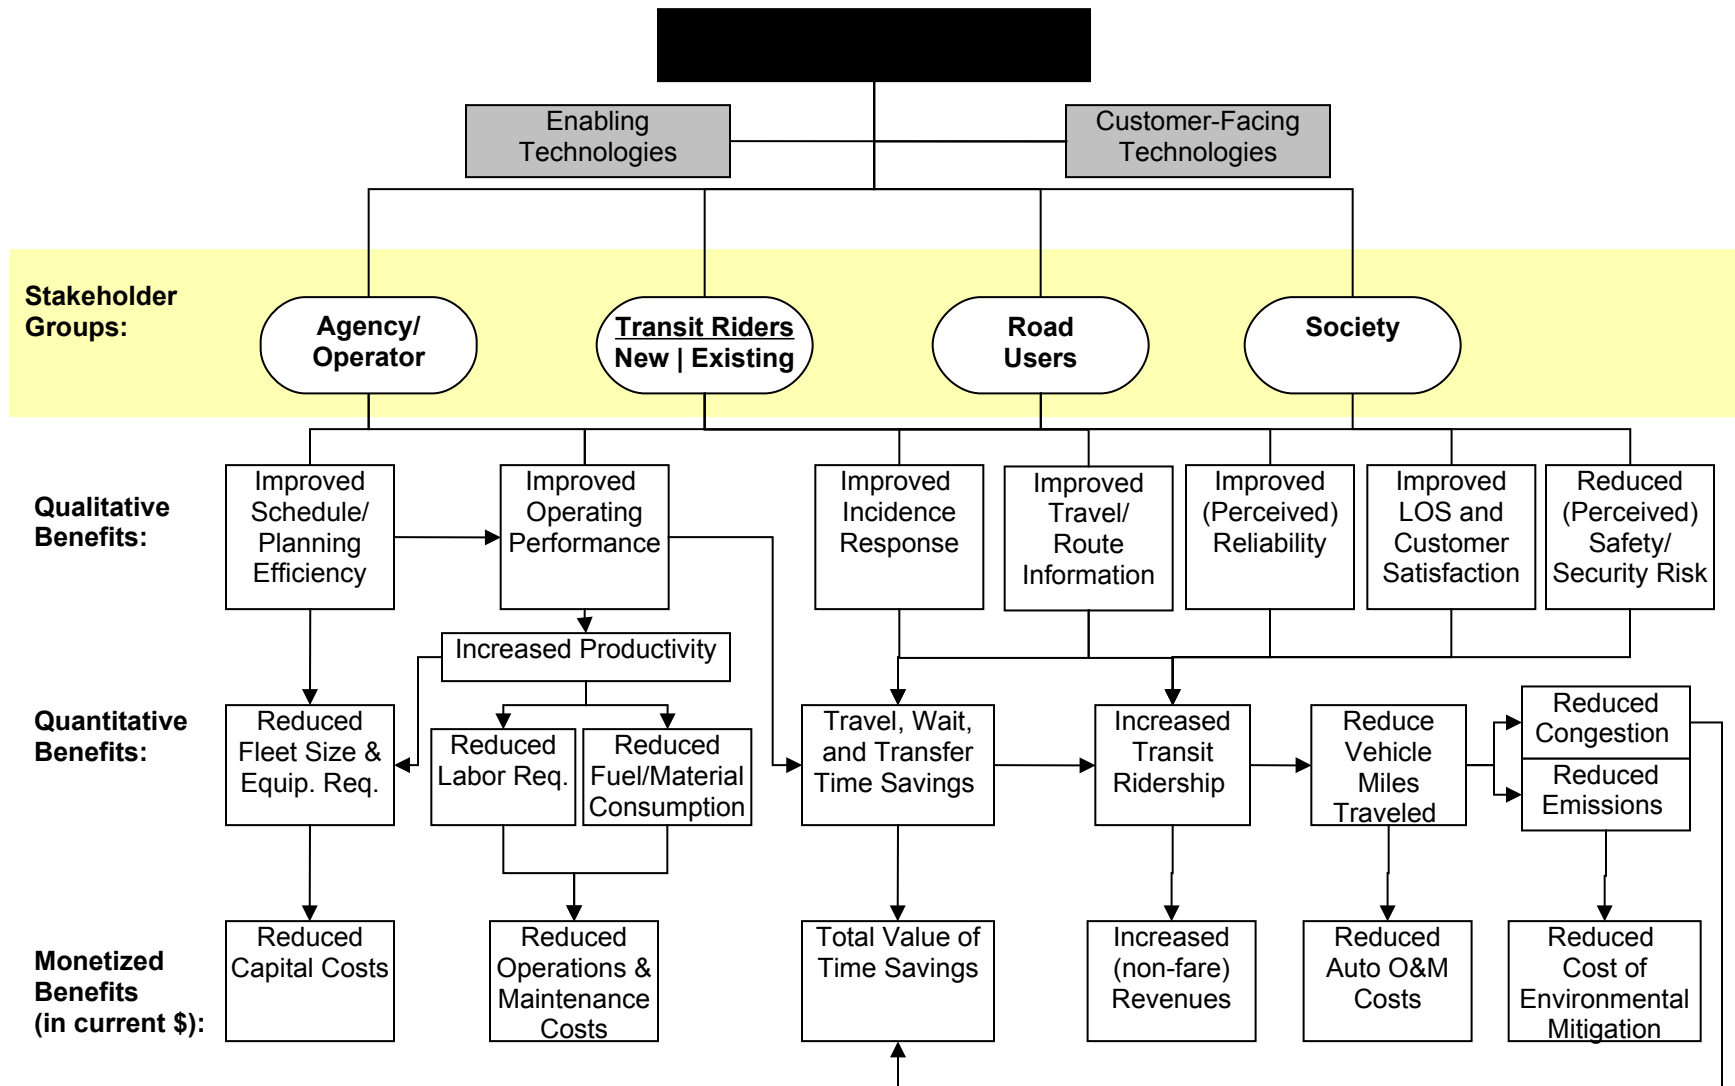 Enabling
Technologies
Customer-Facing
Technologies
Stakeholder
Groups:
Agency/
Operator
Transit Riders
New | Existing
Road
Users
Society
Qualitative
Benefits:
Improved
Schedule/
Planning
Efficiency
Improved
Operating
Performance
Improved
Incidence
Response
Improved
Travel/
Route
Information
Improved
(Perceived)
Reliability
Improved
LOS and
Customer
Satisfaction
Reduced
(Perceived)
Safety/
Security Risk
Increased Productivity
Quantitative
Benefits:
Reduced
Fleet Size &
Equip. Req.
Reduced
Labor Req.
Reduced
Fuel/Material
Consumption
Travel, Wait,
and Transfer
Time Savings
Increased
Transit
Ridership
Reduce
Vehicle
Miles
Traveled
Reduced
Congestion
Reduced
Emissions
Monetized
Benefits
(in current $):
Reduced
Capital Costs
Reduced
Operations &
Maintenance
Costs
Total Value of
Time Savings
Increased
(non-fare)
Revenues
Reduced
Auto O&M
Costs
Reduced
Cost of
Environmental
Mitigation